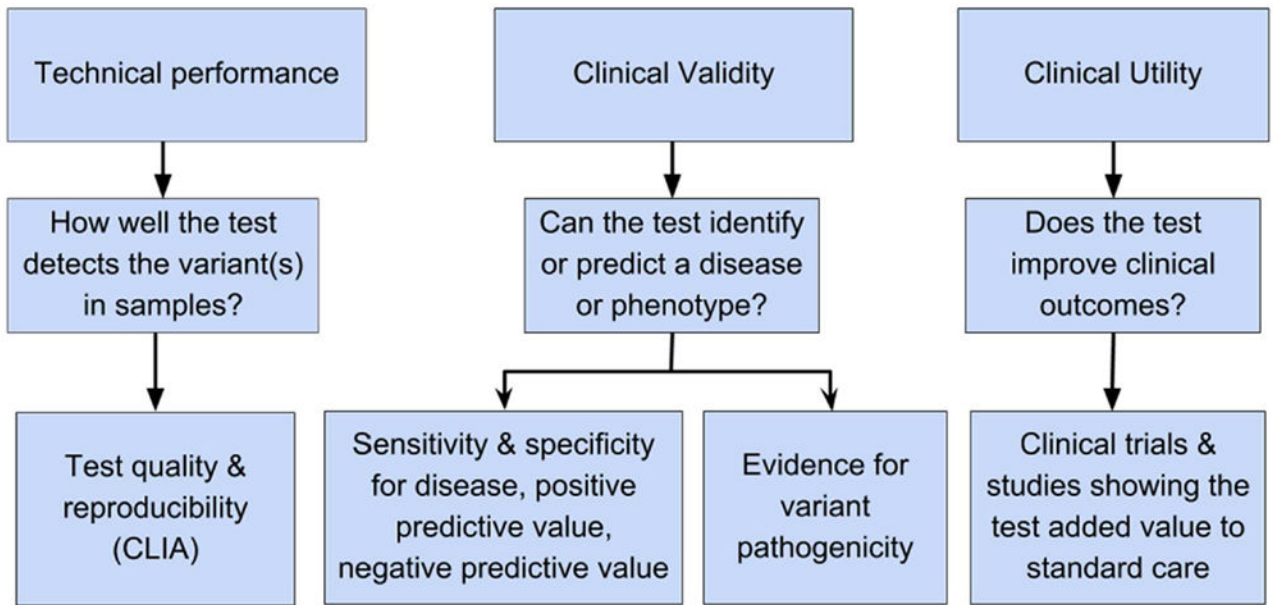 Technical performance
Clinical Validity
Clinical Utility
How well the test
detects the variant(s)
in samples?
Can the test identify
or predict a disease
or phenotype?
Does the test
improve clinical
outcomes?
Test quality &
reproducibility
(CLIA)
Sensitivity & specificity
for disease, positive
predictive value,
negative predictive value
Evidence for
variant
pathogenicity
Clinical trials &
studies showing the
test added value to
standard care